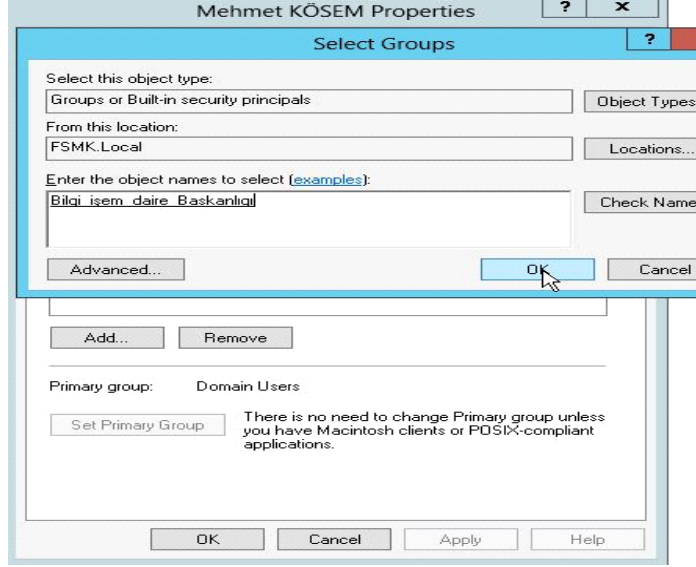 Mehmet KÖSEM Properties
? x
Select Groups
?
Select this object type:
Groups or Built-in security principals
Object Types
From this location:
FSMK.Local
Locations...
Enter the object names to select (examples):
Bilgi_işem_daire_Baskanlıgı
Check Name
Advanced...
OK
Cancel
Add...
Remove
Primary group:
Domain Users
Set Primary Group
There is no need to change Primary group unless
you have Macintosh clients or POSIX-compliant
applications.
OK
Cancel
Apply
Help